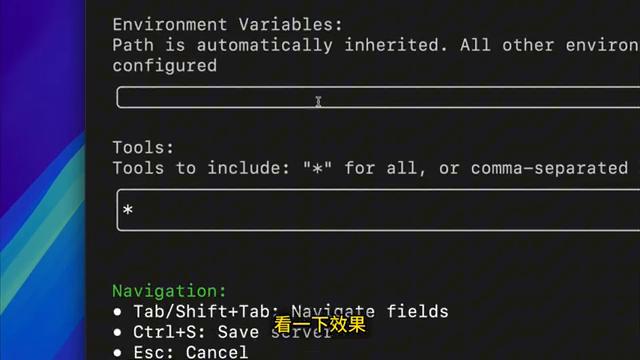 Environment Variables:
Path is automatically inherited. All other environ
configured
Tools:
Tools to include: "*" for all, or comma-separated
*
Navigation:
● Tab/Shift+Tab: Navigate fields
● Ctrl+S: Save server
● Esc: Cancel
看一下效果